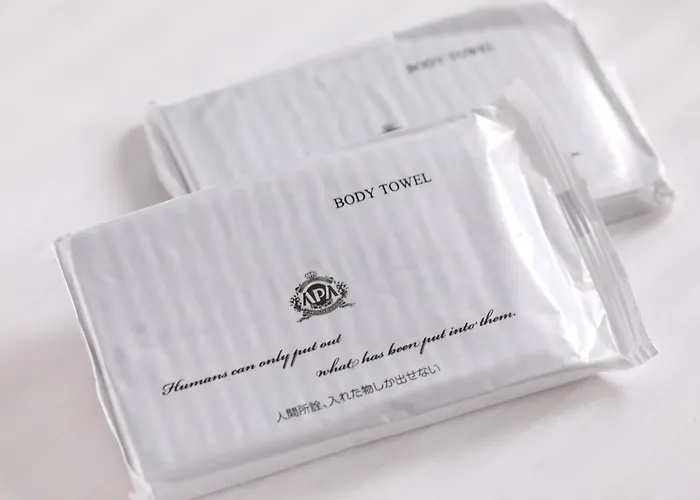 BODY TOWEL
BODY TOWEL
APA
Humans can only put out
what has been put into them.
人間所詮、入れた物しか出せない